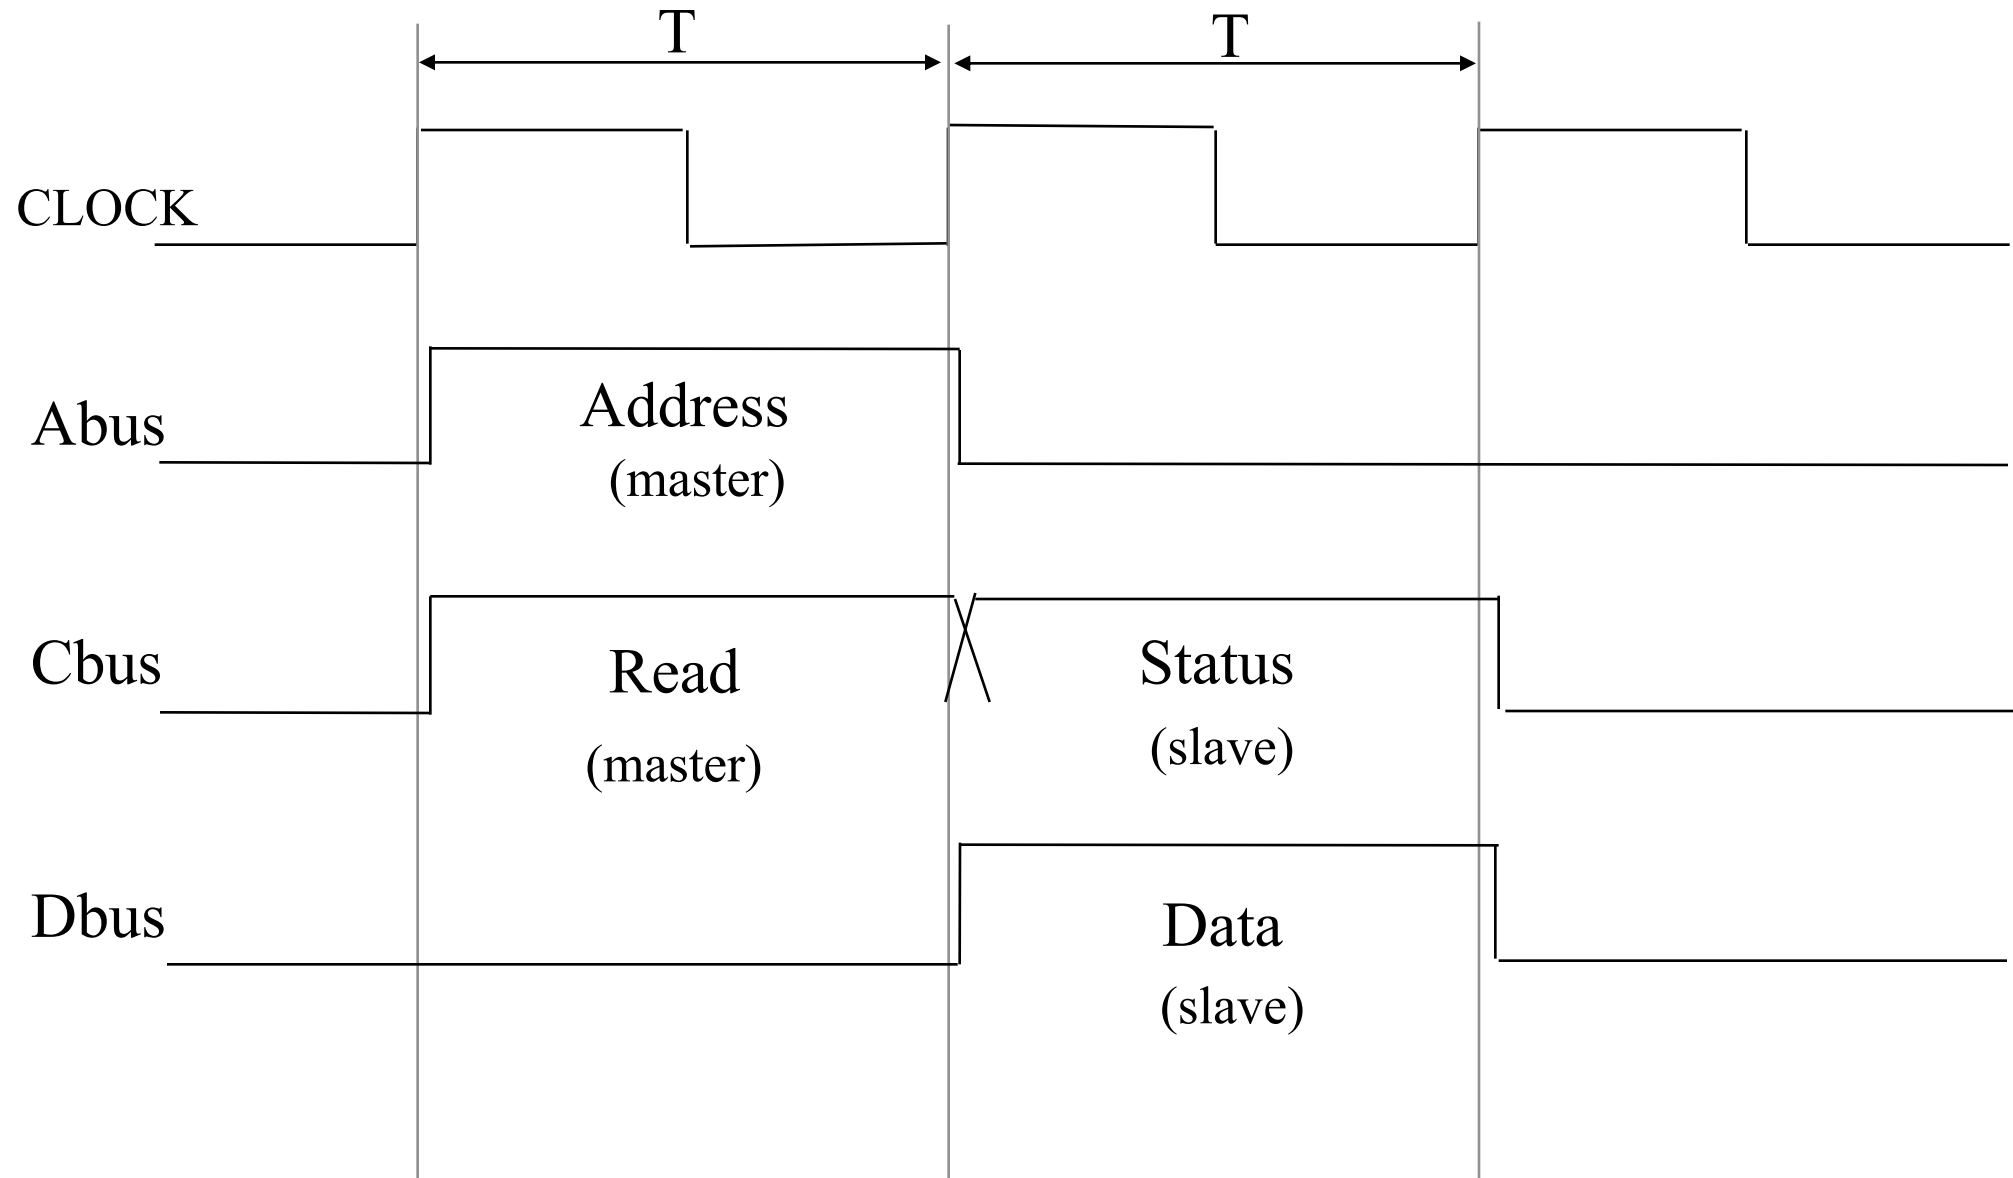 T
T
CLOCK
Abus
Address
(master)
Cbus
Read
(master)
Status
(slave)
Dbus
Data
(slave)